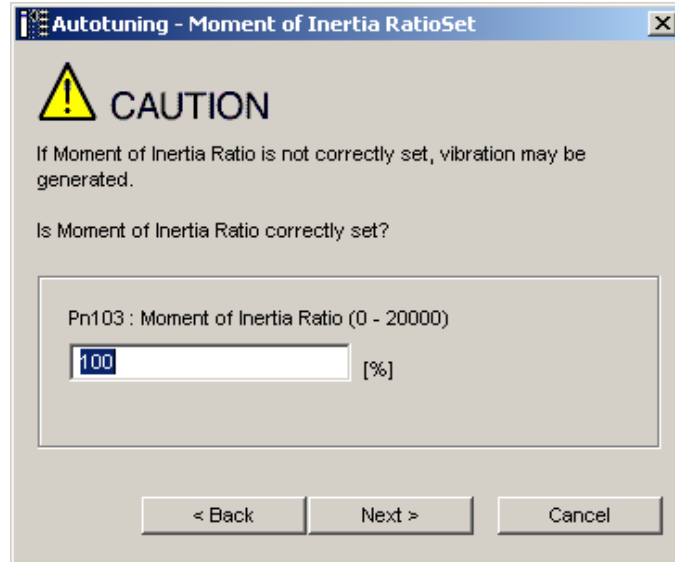 Autotuning - Moment of Inertia RatioSet
CAUTION
If Moment of Inertia Ratio is not correctly set, vibration may be
generated.
Is Moment of Inertia Ratio correctly set?
Pn103 : Moment of Inertia Ratio (0 - 20000)
100 [%]
< Back Next > Cancel